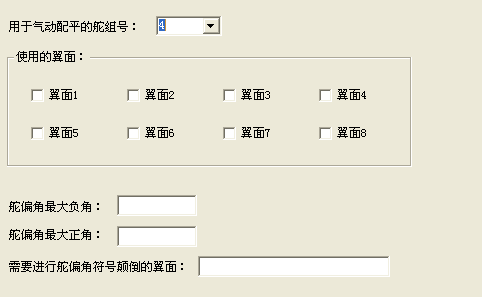 用于气动配平的舵组号： 4
使用的翼面：
翼面1 翼面2 翼面3 翼面4
翼面5 翼面6 翼面7 翼面8
舵偏角最大负角：
舵偏角最大正角：
需要进行舵偏角符号颠倒的翼面：